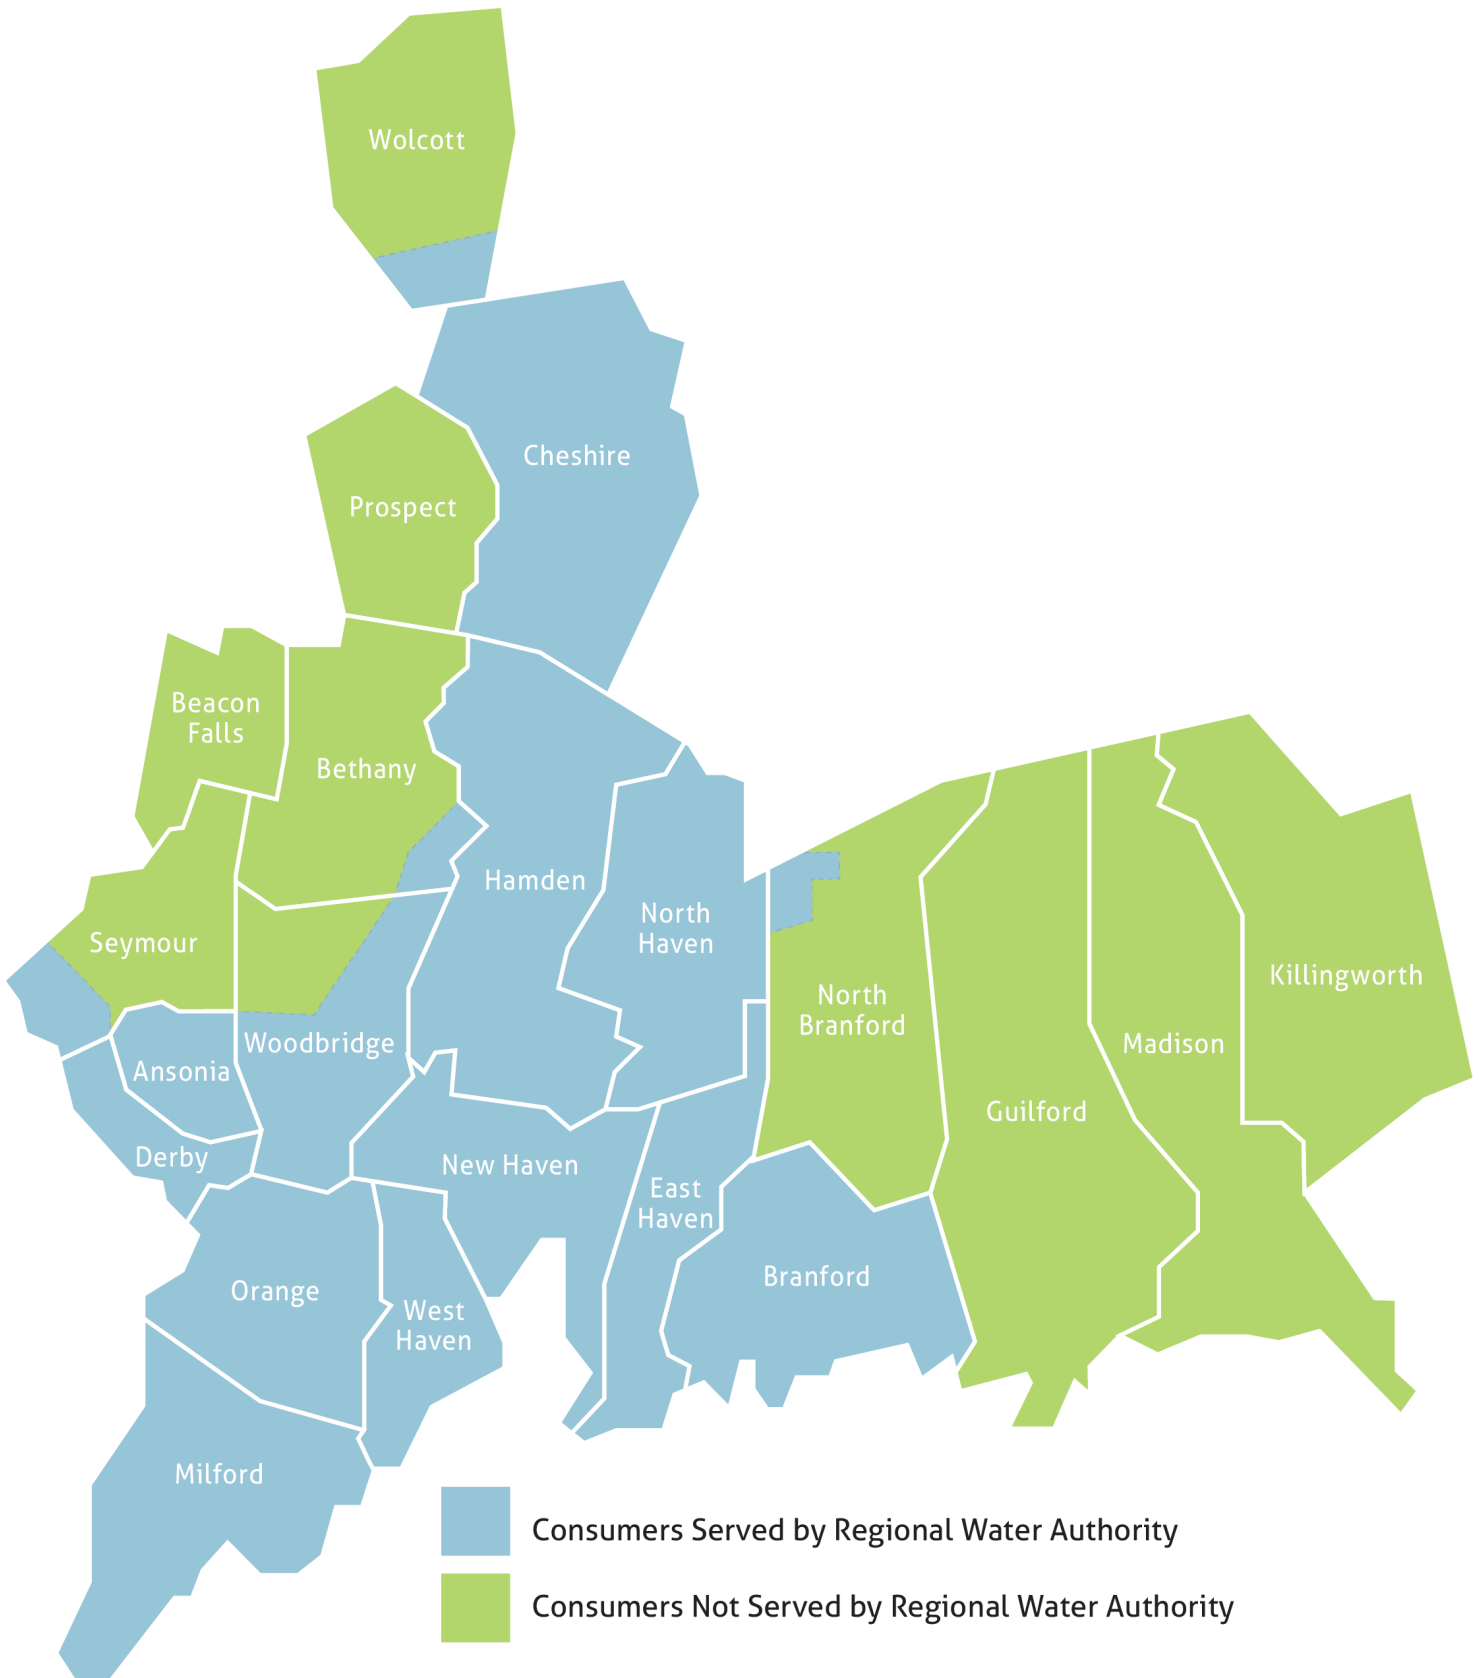 Wolcott
Cheshire
Prospect
Beacon
Falls
Bethany
Hamden
North
Haven
Seymour
Killingworth
North
Branford
Woodbridge
Madison
Ansonia
Guilford
Derby
New Haven
East
Haven
Branford
Orange
West
Haven
Milford
Consumers Served by Regional Water Authority
Consumers Not Served by Regional Water Authority